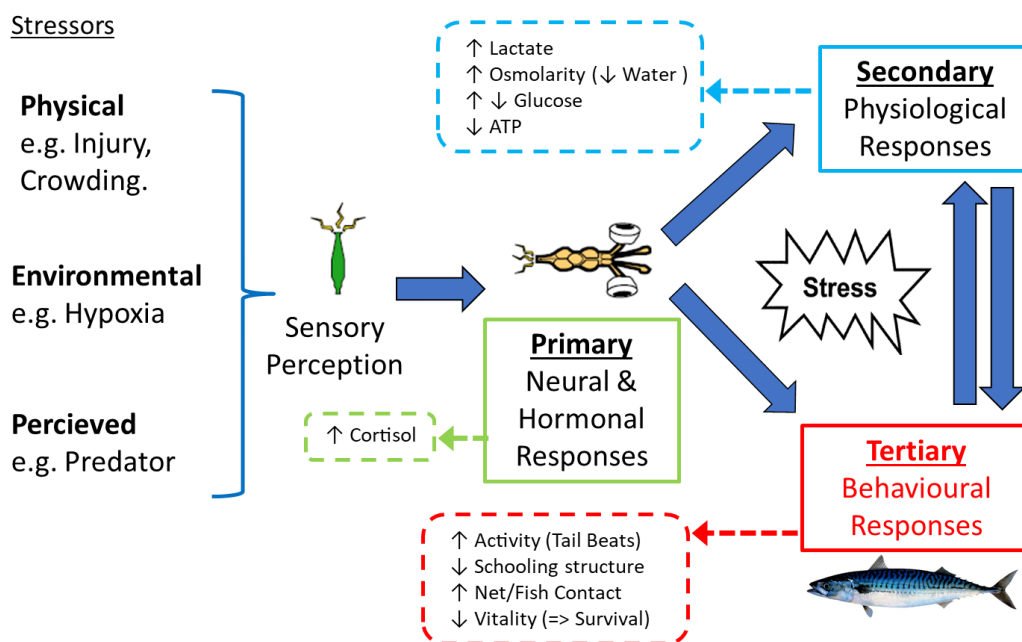 Stressors
Physical
e.g. Injury,
Crowding.
Environmental
e.g. Hypoxia
Percieved
e.g. Predator
Sensory
Perception
↑ Cortisol
Primary
Neural &
Hormonal
Responses
↑ Lactate
↑ Osmolarity (↓ Water )
↑ ↓ Glucose
↓ ATP
Secondary
Physiological
Responses
Stress
Tertiary
Behavioural
Responses
↑ Activity (Tail Beats)
↓ Schooling structure
↑ Net/Fish Contact
↓ Vitality (=> Survival)